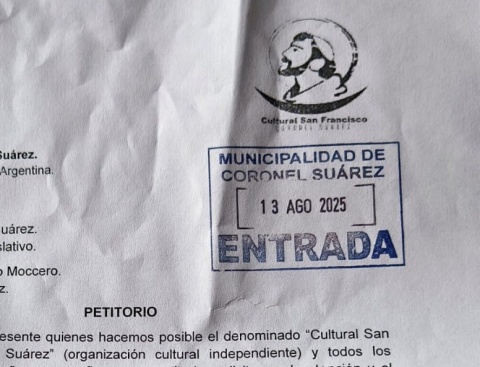 Cultural San Francisco
CORONEL SUÁREZ
MUNICIPALIDAD DE
CORONEL SUÁREZ
13 AGO 2025
ENTRADA
Suárez.
Argentina.
uárez.
slativo.
o Moccero.
z.
PETITORIO
esente quienes hacemos posible el denominado “Cultural San
Suárez” (organización cultural independiente) y todos los